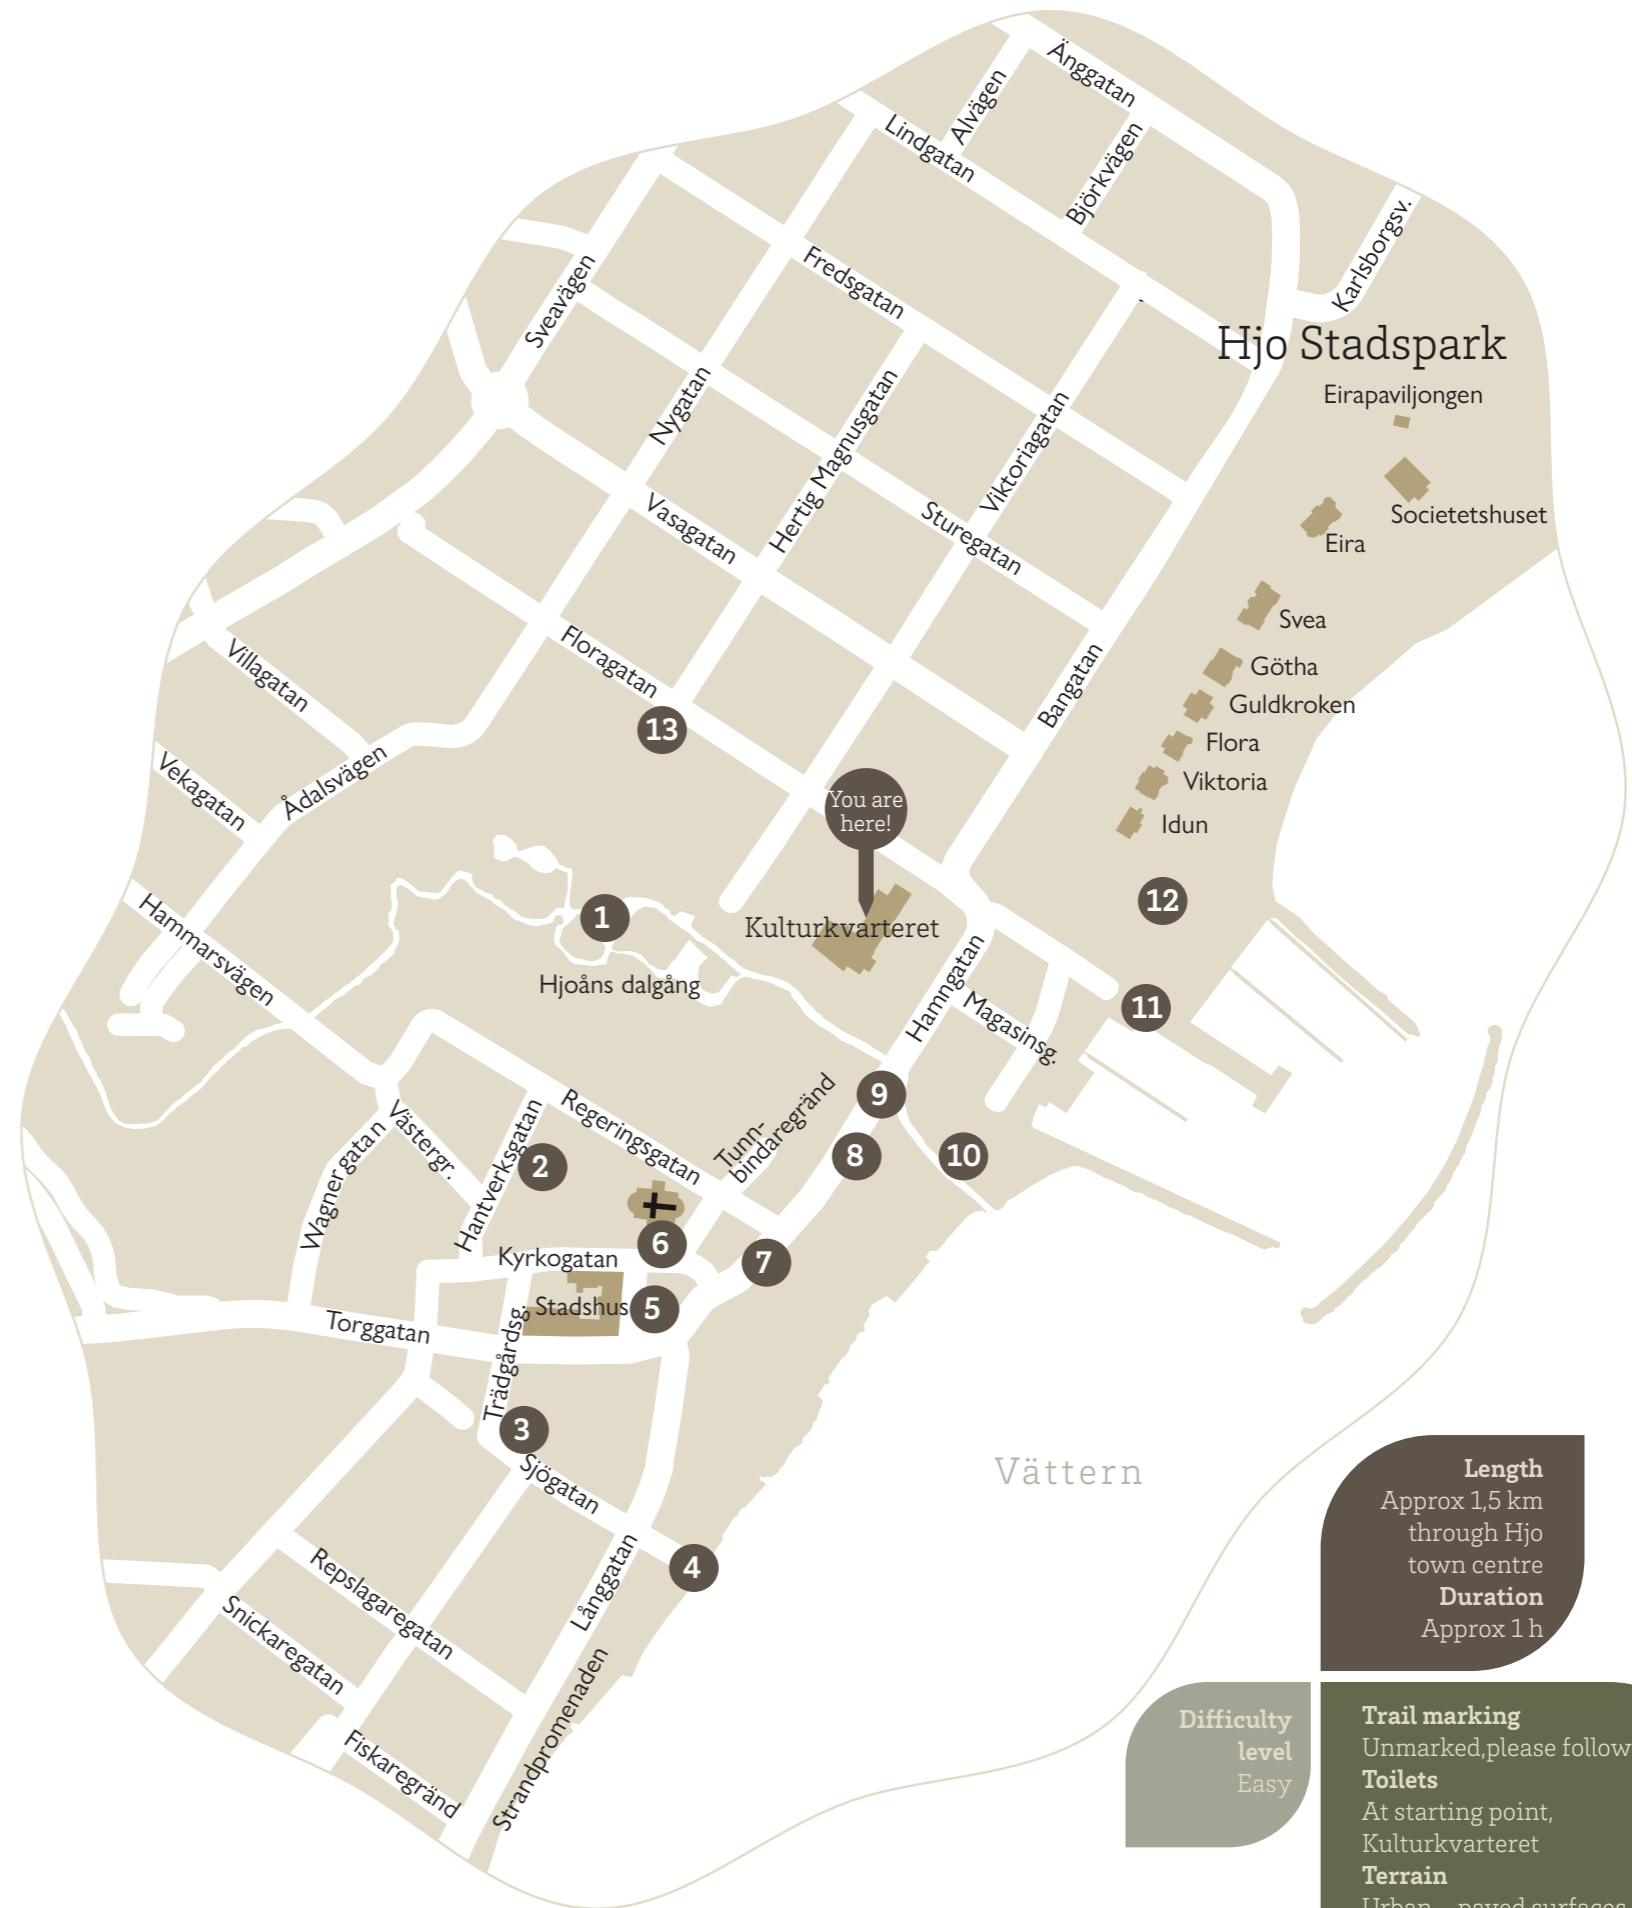 Änggatan
Alvägen
Lindgatan
Björkvägen
Karlsborgsv.
Hjo Stadspark
Eirapaviljongen
Societetshuset
Eira
Svea
Götha
Guldkroken
Flora
Viktoria
Idun
Sveavägen
Fredsgatan
Nygatan
Hertig Magnusgatan
Viktoriagatan
Vasagatan
Sturegatan
Bangatan
Floragatan
Villagatan
Vekagatan
Ådalsvägen
13
You are
here!
Kulturkvarteret
12
11
1
Hjoåns dalgång
Hammarsvägen
Hamngatan
Magasinsg.
9
8
10
Tunn-
bindaregränd
Regeringsgatan
Västergr.
Wagnergatan
Hantverksgatan
2
6
7
Kyrkogatan
Stadshus
5
Torggatan
Trädgårdsg.
3
Sjögatan
4
Vättern
Långgatan
Repslagaregatan
Snickaregatan
Fiskaregränd
Strandpromenaden
Length
Approx 1,5 km
through Hjo
town centre
Duration
Approx 1 h
Difficulty
level
Easy
Trail marking
Unmarked,please follow
Toilets
At starting point,
Kulturkvarteret
Terrain
Urban – paved surfaces